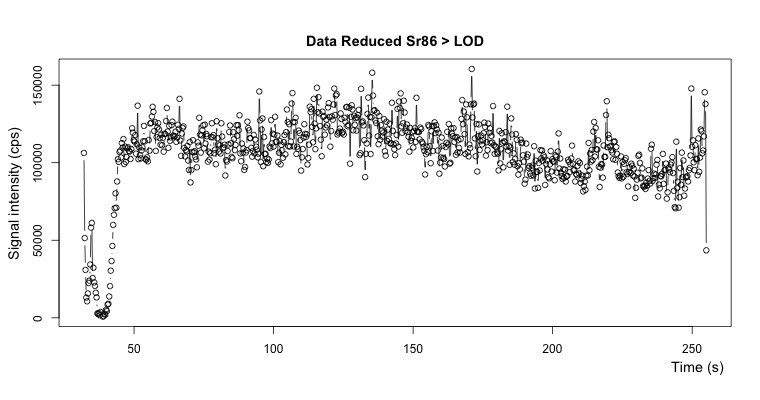 Data Reduced Sr86 > LOD
Signal intensity (cps)
150000
100000
50000
0
50 100 150 200 250
Time (s)